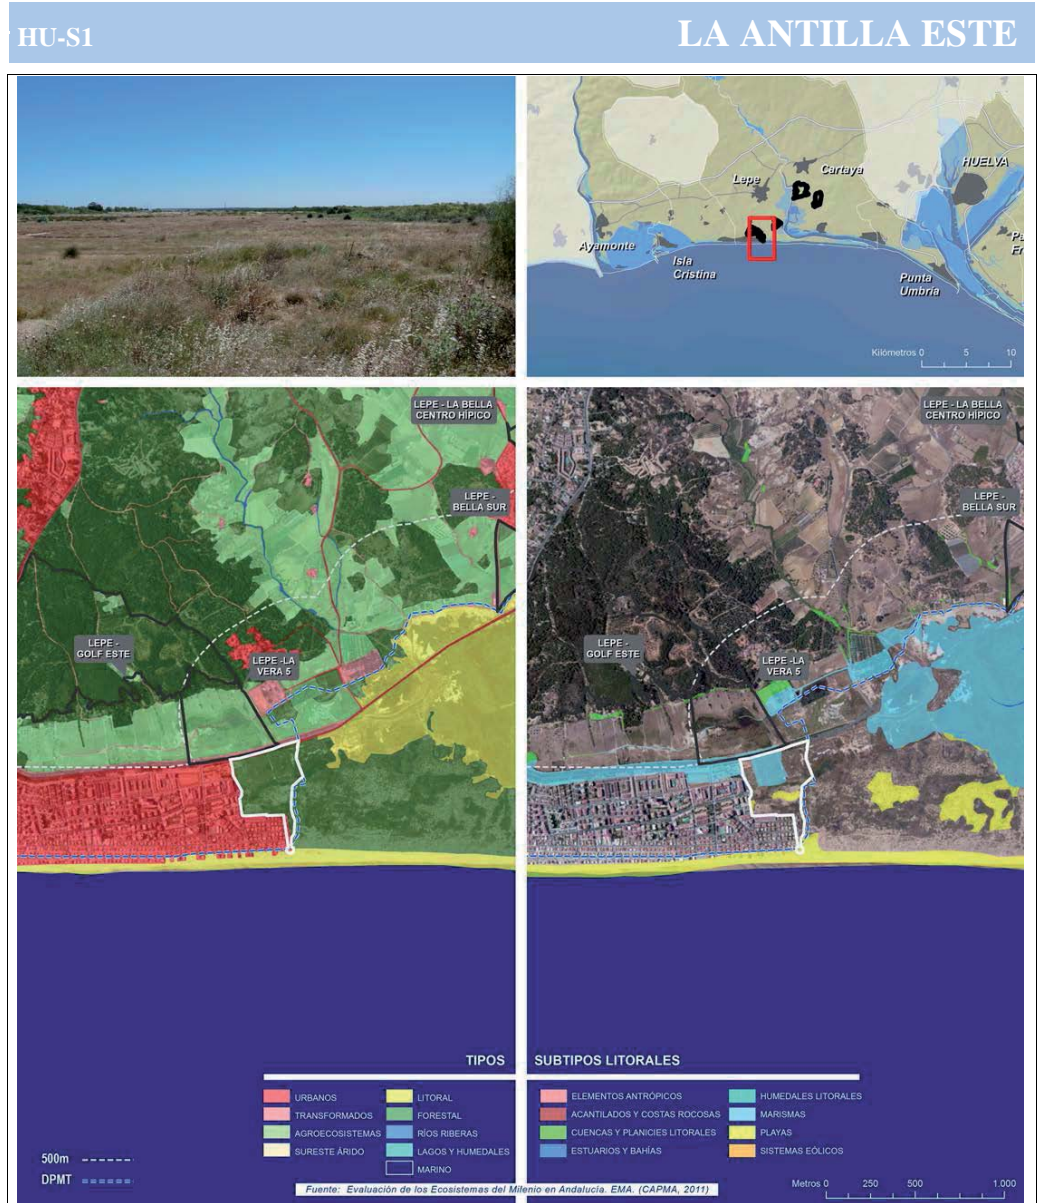 HU-S1
LA ANTILLA ESTE
HUELVA
Cartaya
Lepe
Ayamonte
Isla
Cristina
Punta
Umbría
Kilómetros 0 5 10
LEPE - LA BELLA
CENTRO HÍPICO
LEPE -
BELLA SUR
LEPE -
GOLF ESTE
LEPE -LA
VERA 5
LEPE - LA BELLA
CENTRO HÍPICO
LEPE -
BELLA SUR
LEPE -
GOLF ESTE
LEPE -LA
VERA 5
TIPOS
URBANOS
TRANSFORMADOS
AGROECOSISTEMAS
SURESTE ÁRIDO
LITORAL
FORESTAL
RÍOS RIBERAS
LAGOS Y HUMEDALES
MARINO
SUBTIPOS LITORALES
ELEMENTOS ANTRÓPICOS
ACANTILADOS Y COSTAS ROCOSAS
CUENCAS Y PLANICIES LITORALES
ESTUARIOS Y BAHÍAS
HUMEDALES LITORALES
MARISMAS
PLAYAS
SISTEMAS EÓLICOS
500m
DPMT
Fuente: Evaluación de los Ecosistemas del Milenio en Andalucía. EMA. (CAPMA, 2011)
Metros 0 250 500 1.000